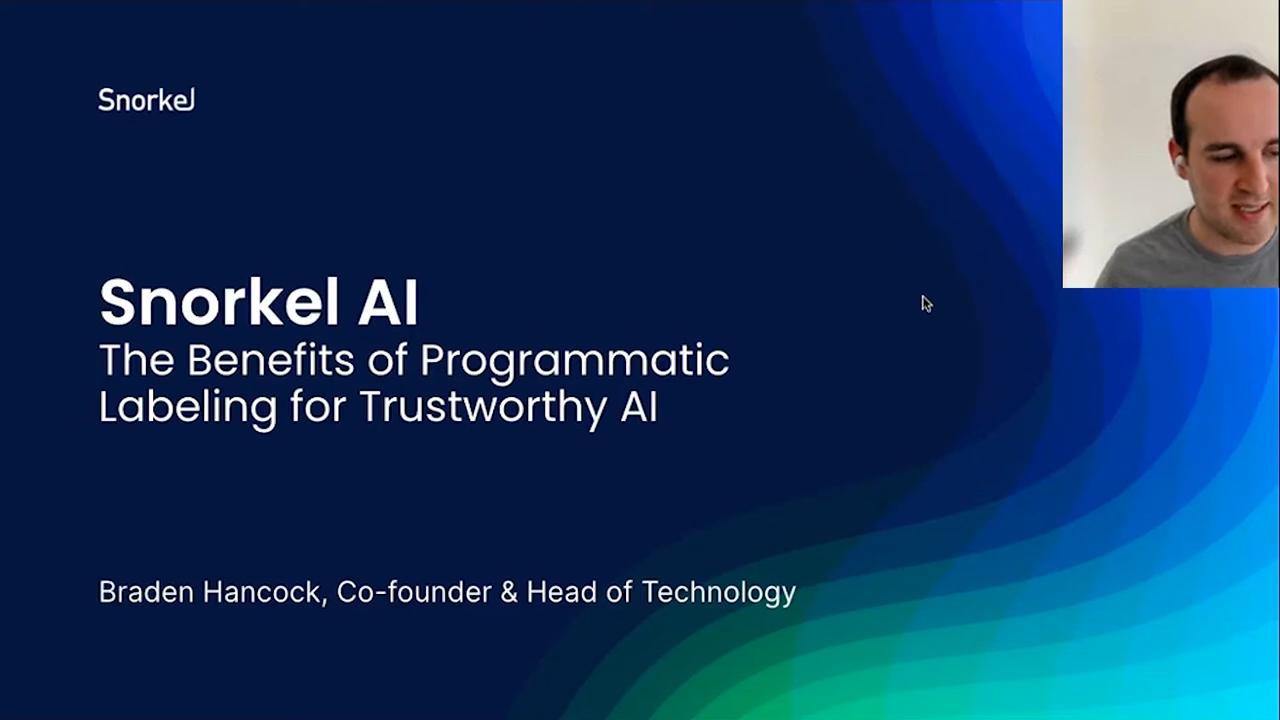 Snorkel
Snorkel AI
The Benefits of Programmatic
Labeling for Trustworthy AI
Braden Hancock, Co-founder & Head of Technology